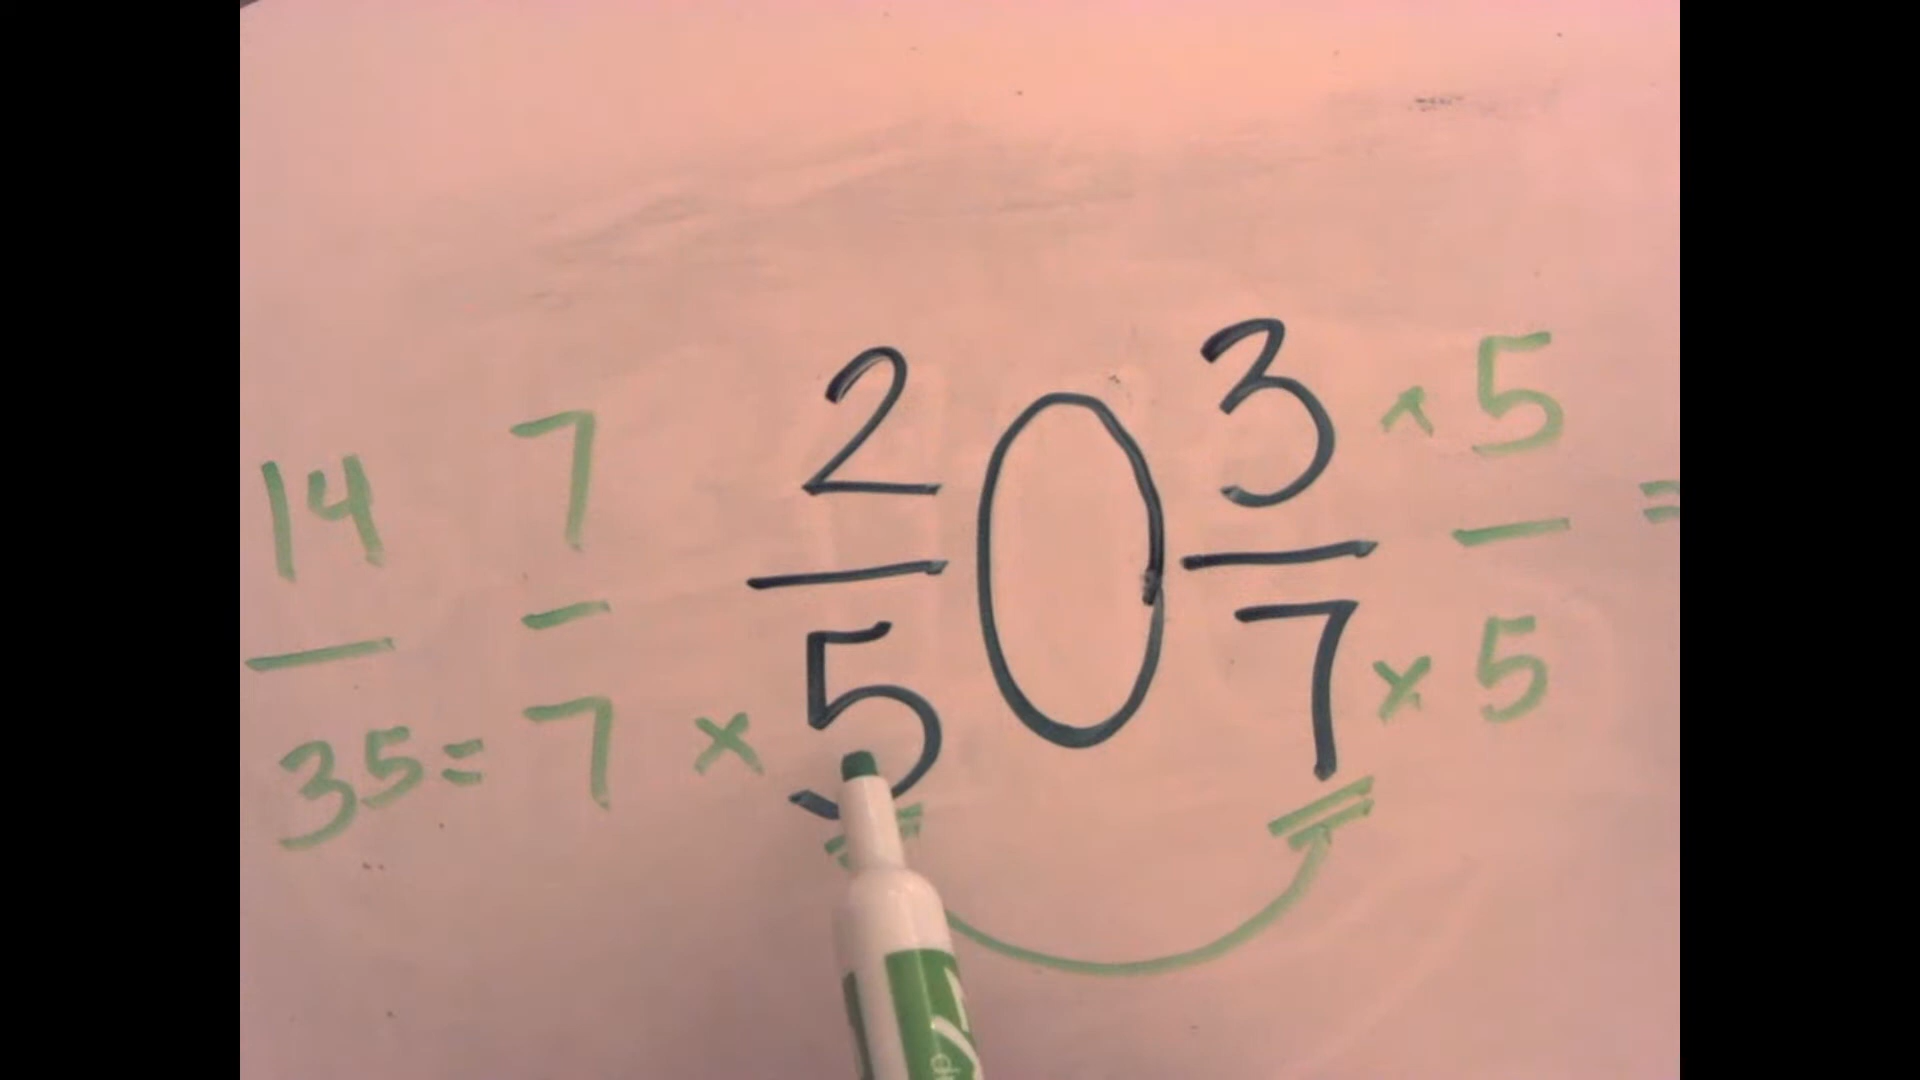 14 7 2 3 × 5
— — — ◯ — — =
35 = 7 × 5 7 × 5